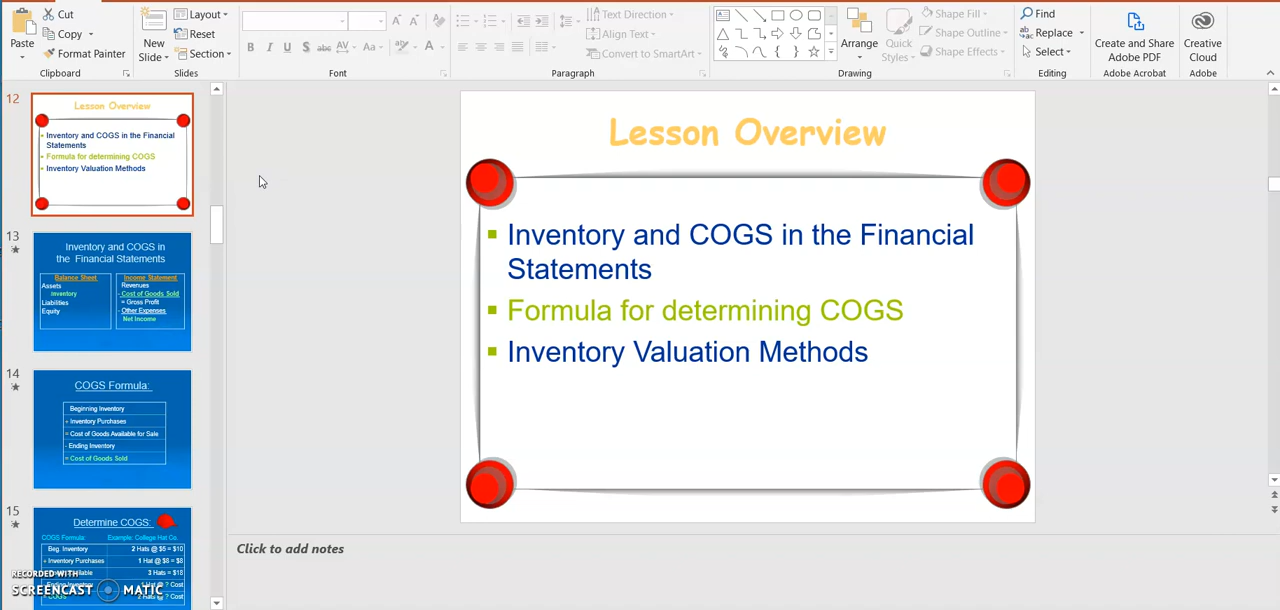 Cut
Copy
Format Painter
Paste
Clipboard
New
Slide
Layout
Reset
Section
Slides
B I U S abc AV Aa A
Font
Text Direction
Align Text
Convert to SmartArt
Paragraph
Arrange
Quick
Styles
Shape Fill
Shape Outline
Shape Effects
Drawing
Find
Replace
Select
Editing
Create and Share
Adobe PDF
Adobe Acrobat
Creative
Cloud
Adobe
12
Lesson Overview
Inventory and COGS in the Financial
Statements
Formula for determining COGS
Inventory Valuation Methods
13
Inventory and COGS in
the Financial Statements
Balance Sheet
Assets
Inventory
Liabilities
Equity
Income Statement
Revenues
- Cost of Goods Sold
= Gross Profit
- Other Expenses
Net Income
14
COGS Formula:
Beginning Inventory
+ Inventory Purchases
= Cost of Goods Available for Sale
- Ending Inventory
= Cost of Goods Sold
15
Determine COGS:
COGS Formula: Example: College Hat Co.
Beg. Inventory 2 Hats @ $5 = $10
+ Inventory Purchases 1 Hat @ $8 = $8
3 Hats = $18
RECORDED WITH
SCREENCAST MATIC
Lesson Overview
Inventory and COGS in the Financial
Statements
Formula for determining COGS
Inventory Valuation Methods
Click to add notes